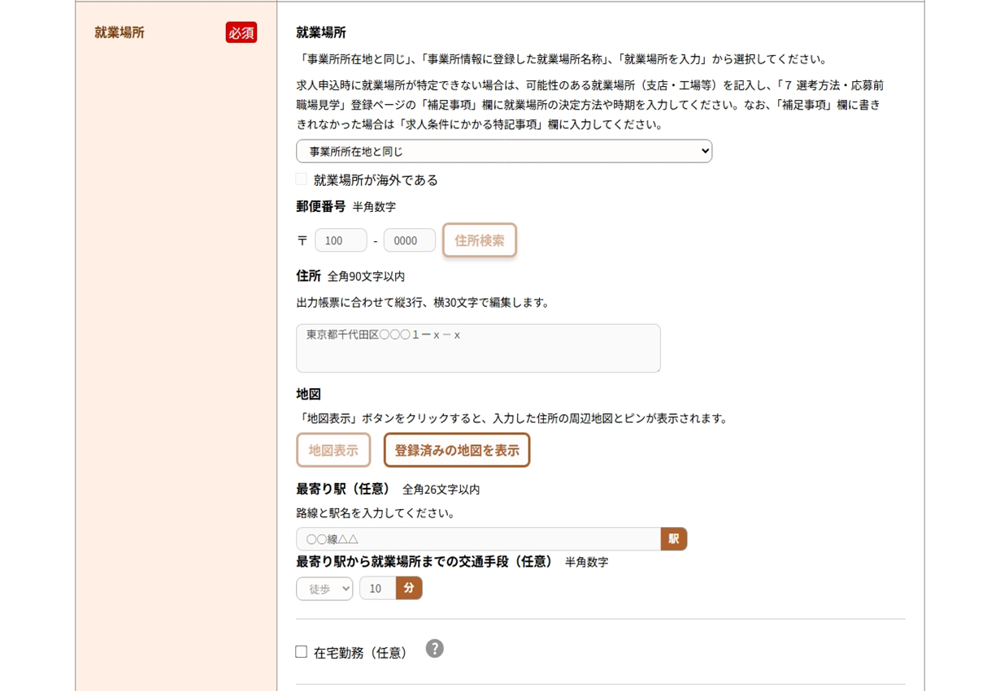 就業場所
必須
就業場所
「事業所所在地と同じ」、「事業所情報に登録した就業場所名称」、「就業場所を入力」から選択してください。
求人申込時に就業場所が特定できない場合は、可能性のある就業場所（支店・工場等）を記入し、「７ 選考方法・応募前
職場見学」登録ページの「補足事項」欄に就業場所の決定方法や時期を入力してください。なお、「補足事項」欄に書き
きれなかった場合は「求人条件にかかる特記事項」欄に入力してください。
事業所所在地と同じ
就業場所が海外である
郵便番号 半角数字
〒 100 - 0000 住所検索
住所 全角90文字以内
出力帳票に合わせて縦3行、横30文字で編集します。
東京都千代田区〇〇〇１ーｘ－ｘ
地図
「地図表示」ボタンをクリックすると、入力した住所の周辺地図とピンが表示されます。
地図表示 登録済みの地図を表示
最寄り駅（任意） 全角26文字以内
路線と駅名を入力してください。
〇〇線△△ 駅
最寄り駅から就業場所までの交通手段（任意） 半角数字
徒歩 10 分
在宅勤務（任意） ?